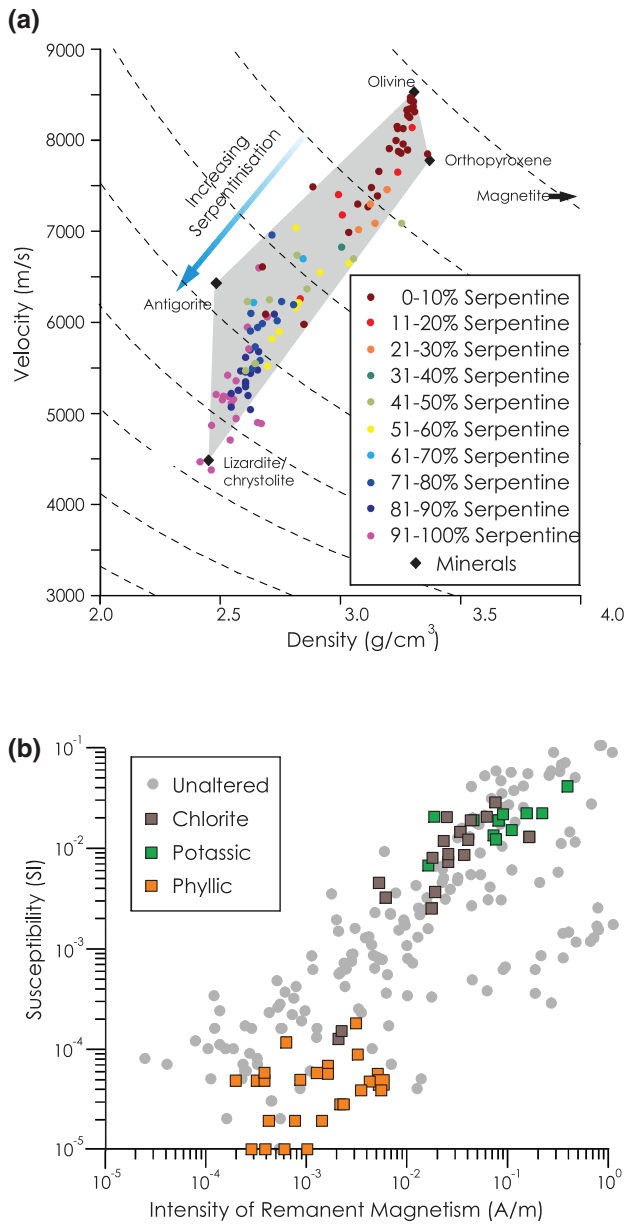 (a)
9000
8000
7000
6000
5000
4000
3000
Velocity (m/s)
Olivine
Orthopyroxene
Magnetite
Increasing
Serpentinisation
Antigorite
Lizardite/
chrystolite
0-10% Serpentine
11-20% Serpentine
21-30% Serpentine
31-40% Serpentine
41-50% Serpentine
51-60% Serpentine
61-70% Serpentine
71-80% Serpentine
81-90% Serpentine
91-100% Serpentine
Minerals
2.0 2.5 3.0 3.5 4.0
Density (g/cm³)
(b)
10⁻¹
10⁻²
10⁻³
10⁻⁴
10⁻⁵
Susceptibility (SI)
Unaltered
Chlorite
Potassic
Phyllic
10⁻⁵ 10⁻⁴ 10⁻³ 10⁻² 10⁻¹ 10⁰
Intensity of Remanent Magnetism (A/m)